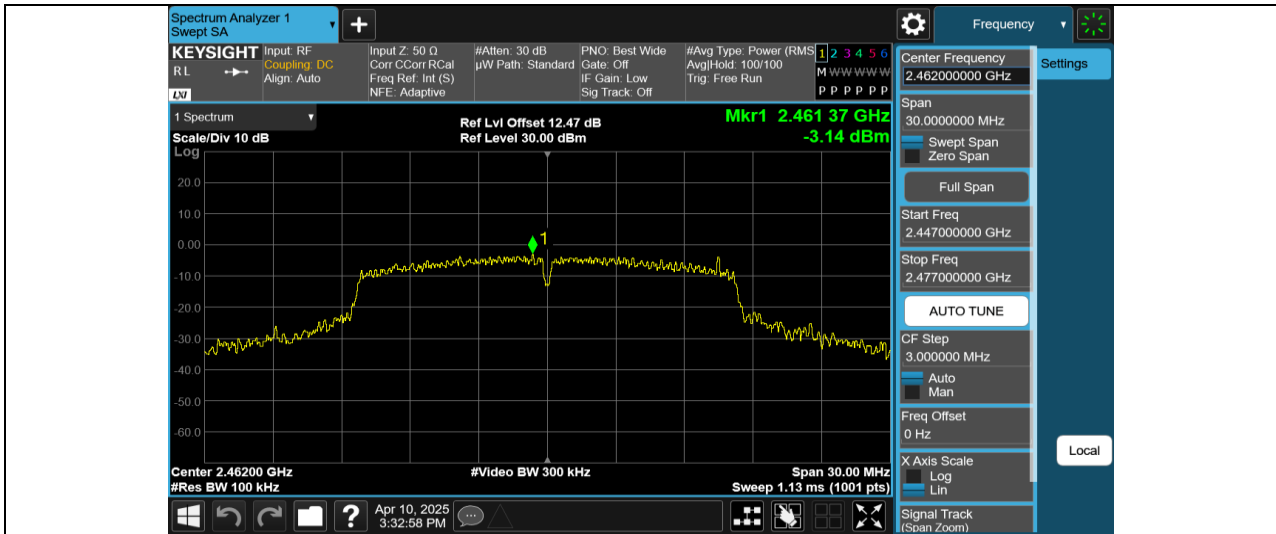 Spectrum Analyzer 1
Swept SA
Frequency
KEYSIGHT
R L
LXI
Input: RF
Coupling: DC
Align: Auto
Input Z: 50 Ω
Corr CCorr RCal
Freq Ref: Int (S)
NFE: Adaptive
#Atten: 30 dB
µW Path: Standard
PNO: Best Wide
Gate: Off
IF Gain: Low
Sig Track: Off
#Avg Type: Power (RMS
Avg|Hold: 100/100
Trig: Free Run
1 2 3 4 5 6
M W W W W W
P P P P P P
1 Spectrum
Scale/Div 10 dB
Log
Ref Lvl Offset 12.47 dB
Ref Level 30.00 dBm
Mkr1 2.461 37 GHz
-3.14 dBm
1
20.0
10.0
0.00
-10.0
-20.0
-30.0
-40.0
-50.0
-60.0
Center 2.46200 GHz
#Res BW 100 kHz
#Video BW 300 kHz
Span 30.00 MHz
Sweep 1.13 ms (1001 pts)
Center Frequency
2.462000000 GHz
Span
30.0000000 MHz
Swept Span
Zero Span
Full Span
Start Freq
2.447000000 GHz
Stop Freq
2.477000000 GHz
AUTO TUNE
CF Step
3.000000 MHz
Auto
Man
Freq Offset
0 Hz
X Axis Scale
Log
Lin
Signal Track
(Span Zoom)
Settings
Local
?
Apr 10, 2025
3:32:58 PM